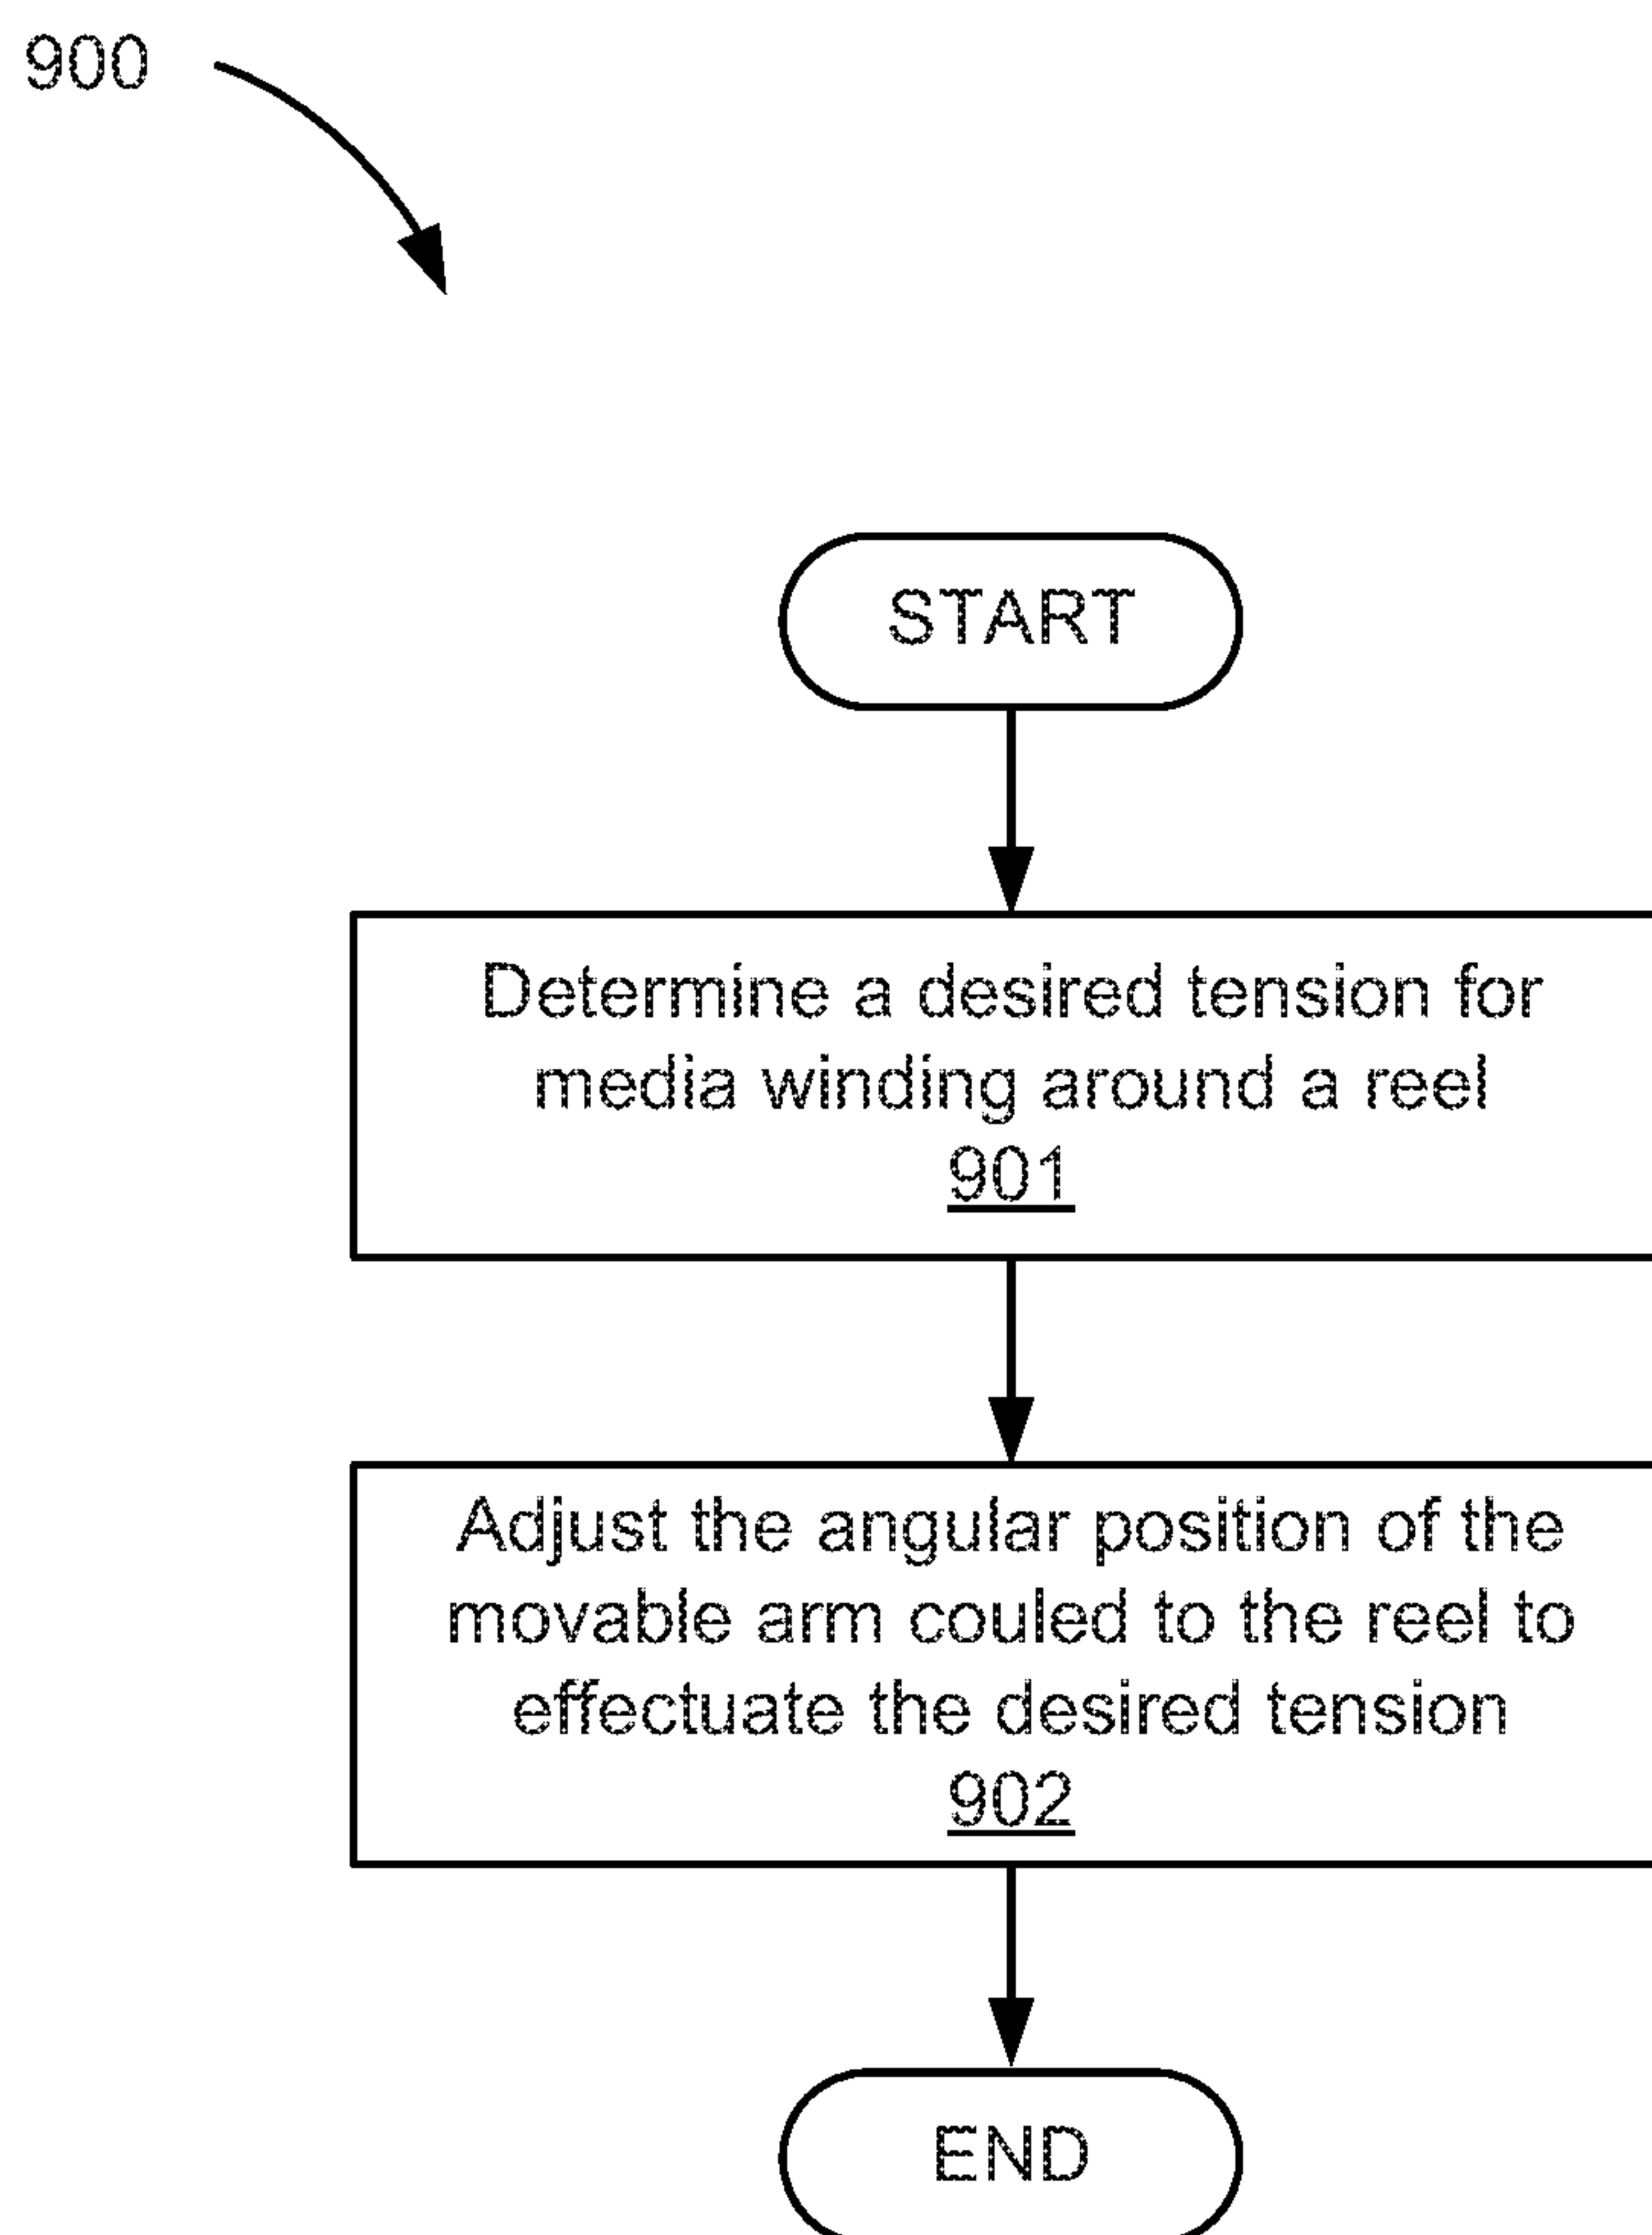 900
START
Determine a desired tension for
media winding around a reel
901
Adjust the angular position of the
movable arm couled to the reel to
effectuate the desired tension
902
END